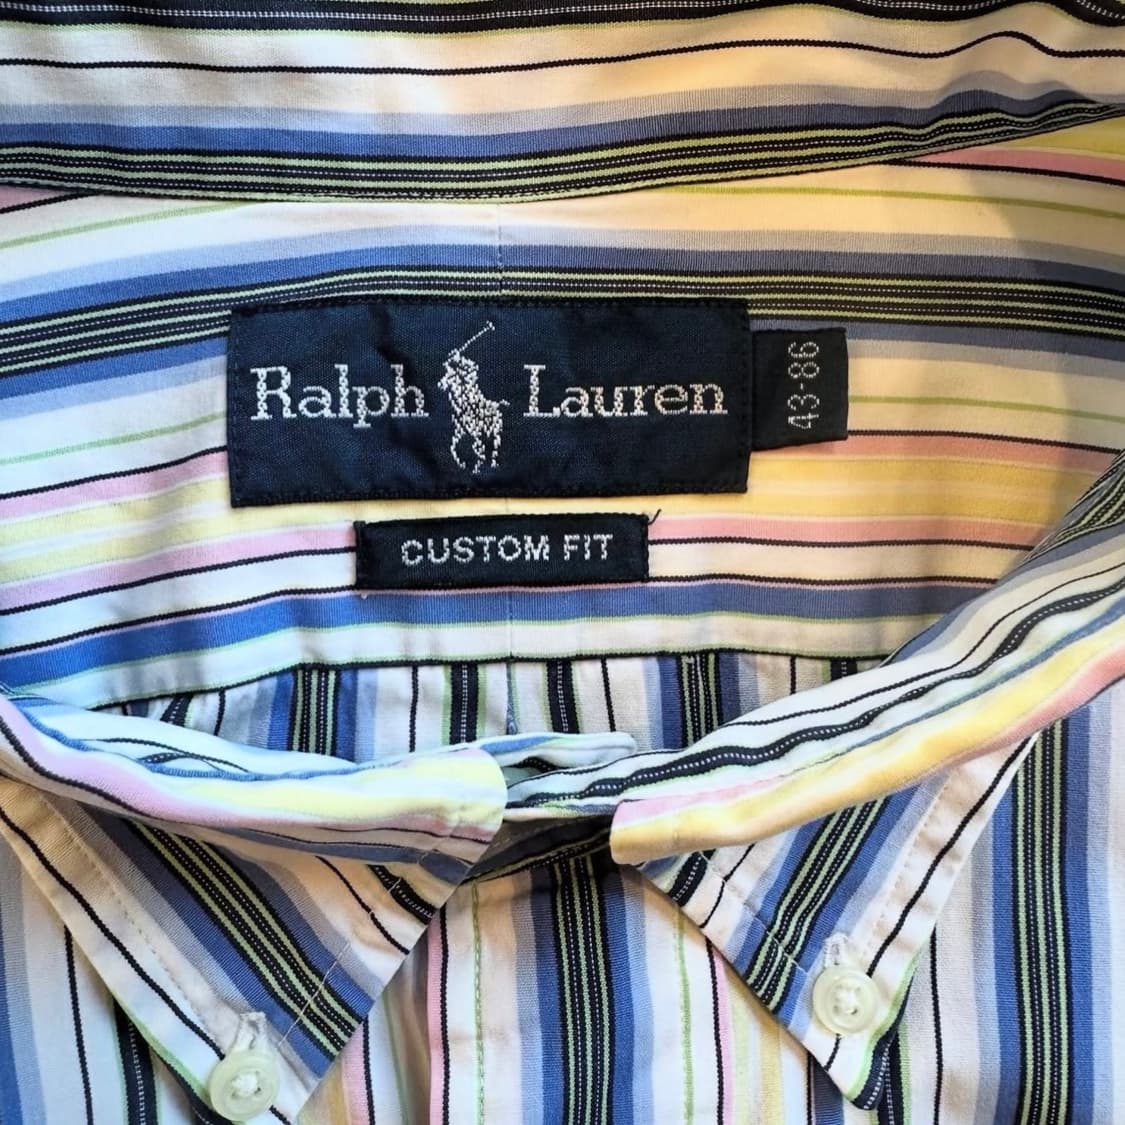 Ralph Lauren
43-86
CUSTOM FIT